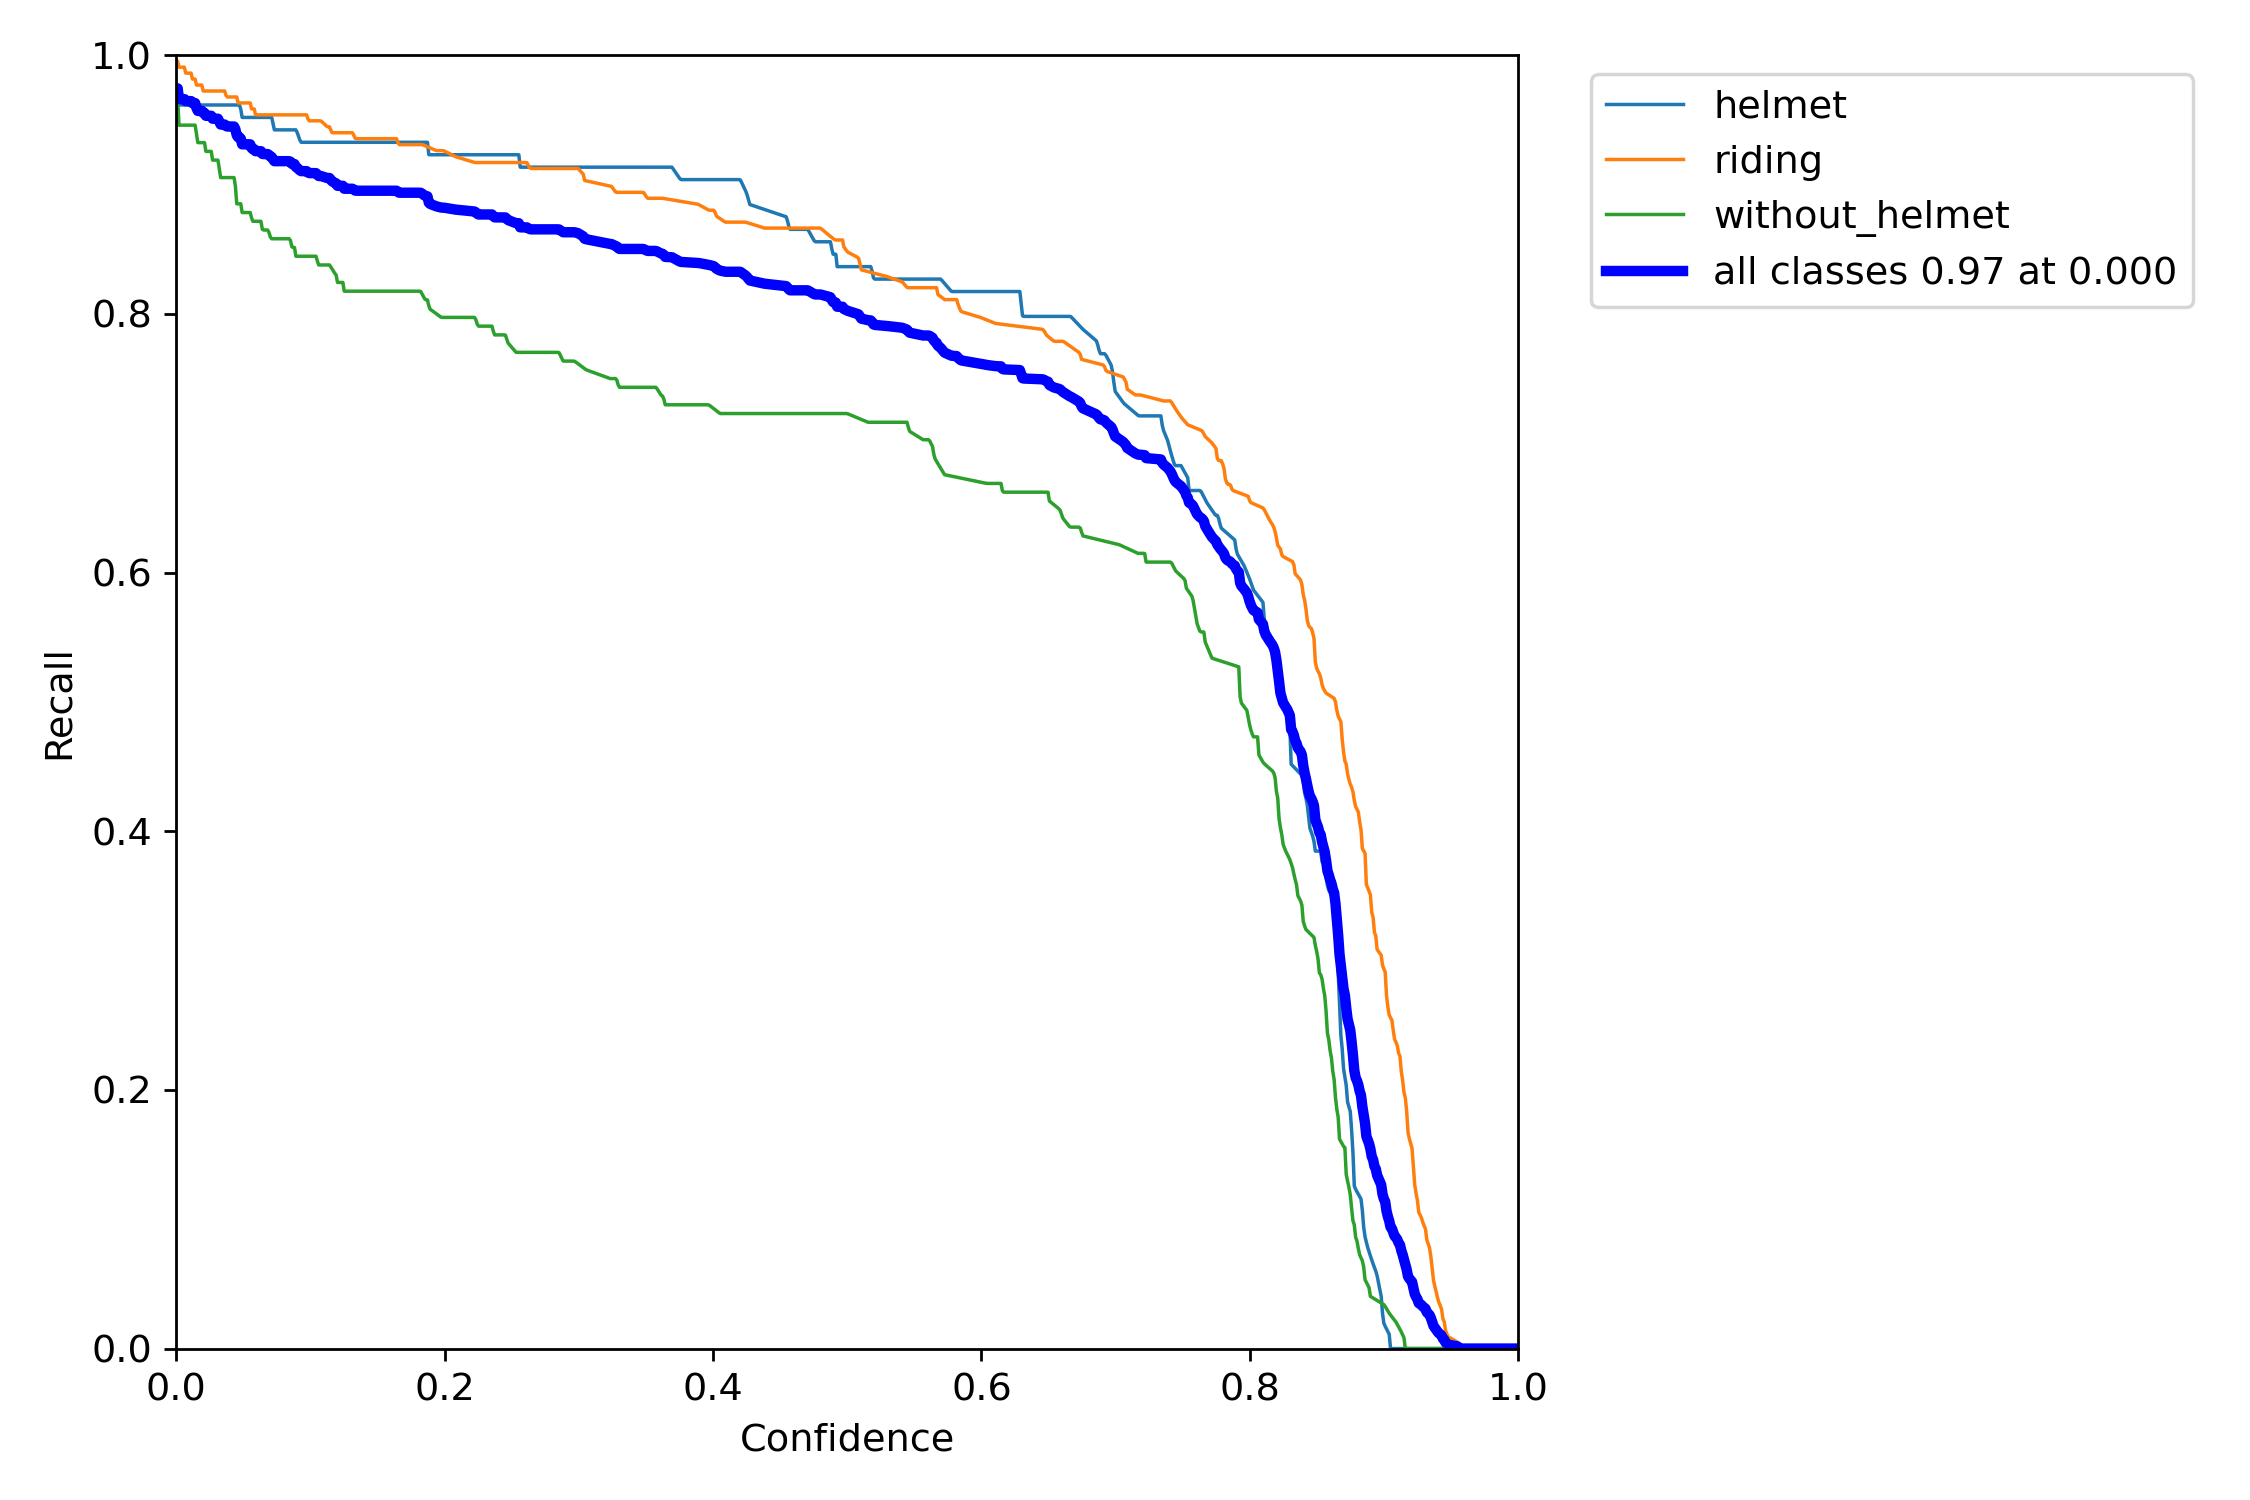 1.0
0.8
0.6
0.4
0.2
0.0
0.0 0.2 0.4 0.6 0.8 1.0
Recall
Confidence
helmet
riding
without_helmet
all classes 0.97 at 0.000